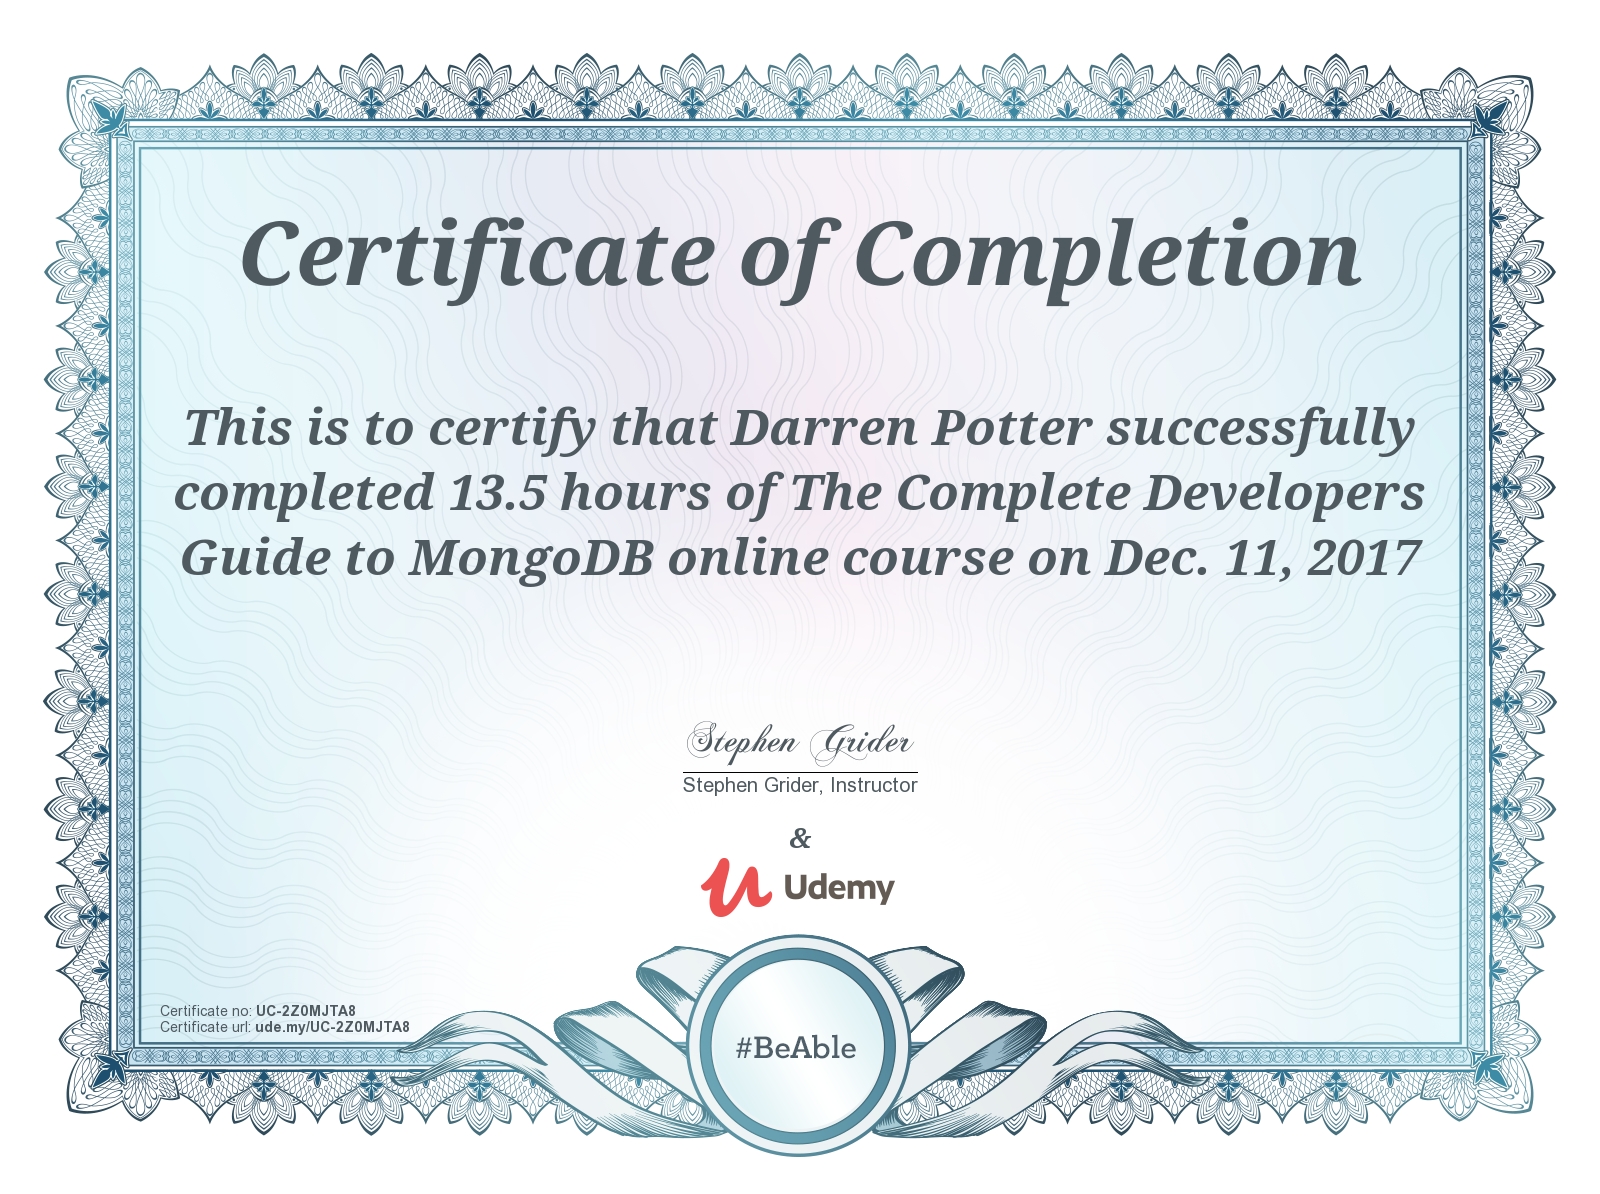 Certificate of Completion
This is to certify that Darren Potter successfully
completed 13.5 hours of The Complete Developers
Guide to MongoDB online course on Dec. 11, 2017
Stephen Grider
Stephen Grider, Instructor
&
Udemy
Certificate no: UC-2Z0MJTA8
Certificate url: ude.my/UC-2Z0MJTA8
#BeAble